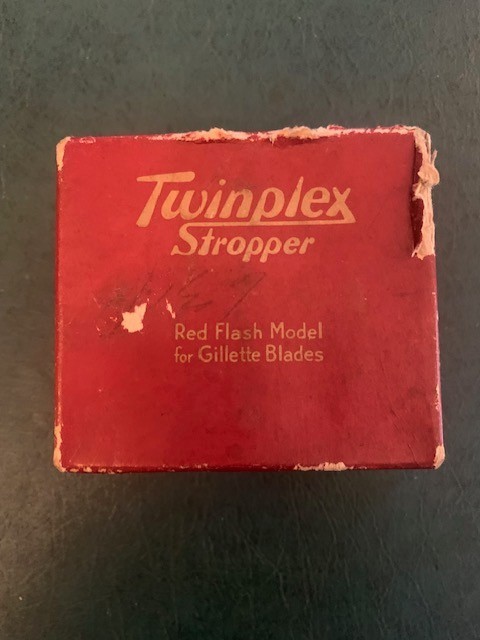 Twinplex
Stropper
Red Flash Model
for Gillette Blades